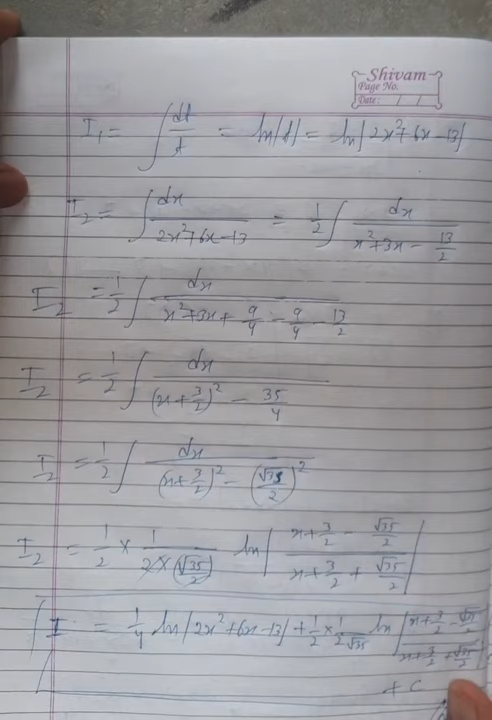 Shivam
Page No.
Date: / /
I₁ = ∫ dt/t = ln|t| = ln|2x²+6x-13|
I₂ = ∫ dx/(2x²+6x-13) = 1/2 ∫ dx/(x²+3x - 13/2)
I₂ = 1/2 ∫ dx/(x²+3x + 9/4 - 9/4 - 13/2)
I₂ = 1/2 ∫ dx/((x+3/2)² - 35/4)
I₂ = 1/2 ∫ dx/((x+3/2)² - (√35/2)²)
I₂ = 1/2 × 1/(2×(√35/2)) ln|(x+3/2 - √35/2)/(x+3/2 + √35/2)|
I = 1/4 ln|2x²+6x-13| + 1/2 × 1/(2√35) ln|(x+3/2 - √35/2)/(x+3/2 + √35/2)|
+ C